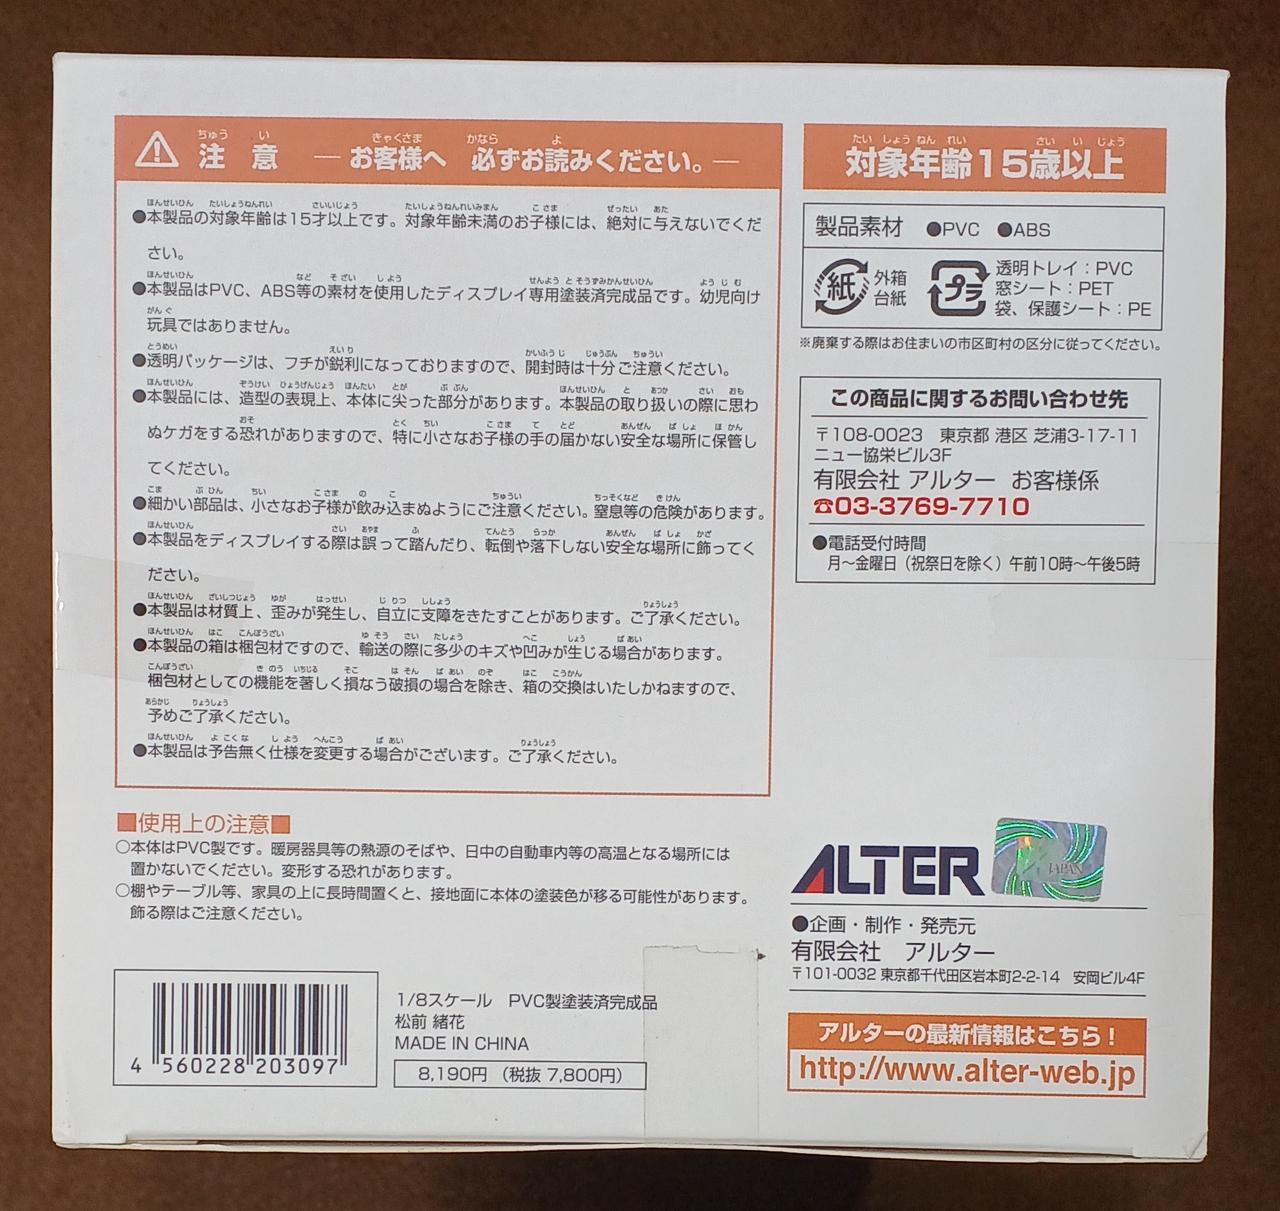 注意 ― お客様へ 必ずお読みください。―
●本製品の対象年齢は15才以上です。対象年齢未満のお子様には、絶対に与えないでくだ
さい。
●本製品はPVC、ABS等の素材を使用したディスプレイ専用塗装済完成品です。幼児向け
玩具ではありません。
●透明パッケージは、フチが鋭利になっておりますので、開封時は十分ご注意ください。
●本製品には、造型の表現上、本体に尖った部分があります。本製品の取り扱いの際に思わ
ぬケガをする恐れがありますので、特に小さなお子様の手の届かない安全な場所に保管し
てください。
●細かい部品は、小さなお子様が飲み込まぬようにご注意ください。窒息等の危険があります。
●本製品をディスプレイする際は誤って踏んだり、転倒や落下しない安全な場所に飾ってく
ださい。
●本製品は材質上、歪みが発生し、自立に支障をきたすことがあります。ご了承ください。
●本製品の箱は梱包材ですので、輸送の際に多少のキズや凹みが生じる場合があります。
梱包材としての機能を著しく損なう破損の場合を除き、箱の交換はいたしかねますので、
予めご了承ください。
●本製品は予告無く仕様を変更する場合がございます。ご了承ください。
■使用上の注意■
○本体はPVC製です。暖房器具等の熱源のそばや、日中の自動車内等の高温となる場所には
置かないでください。変形する恐れがあります。
○棚やテーブル等、家具の上に長時間置くと、接地面に本体の塗装色が移る可能性があります。
飾る際はご注意ください。
4 560228 203097
1/8スケール PVC製塗装済完成品
松前 緒花
MADE IN CHINA
8,190円 (税抜 7,800円)
対象年齢15歳以上
製品素材 ●PVC ●ABS
紙 外箱
台紙
プラ 透明トレイ：PVC
窓シート：PET
袋、保護シート：PE
※廃棄する際はお住まいの市区町村の区分に従ってください。
この商品に関するお問い合わせ先
〒108-0023 東京都 港区 芝浦3-17-11
ニュー協栄ビル3F
有限会社 アルター お客様係
☎03-3769-7710
●電話受付時間
月～金曜日（祝祭日を除く）午前10時～午後5時
ALTER
JAPAN
●企画・制作・発売元
有限会社 アルター
〒101-0032 東京都千代田区岩本町2-2-14 安岡ビル4F
アルターの最新情報はこちら！
http://www.alter-web.jp